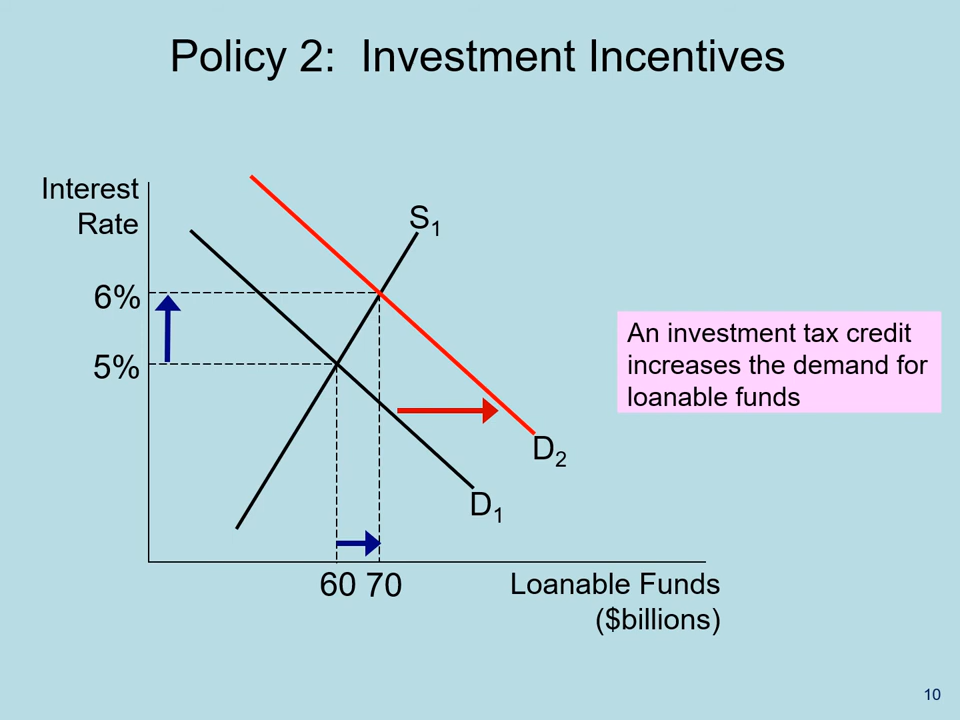 Policy 2:  Investment Incentives
Interest
Rate
S₁
6%
5%
An investment tax credit
increases the demand for
loanable funds
D₂
D₁
60 70
Loanable Funds
($billions)
10